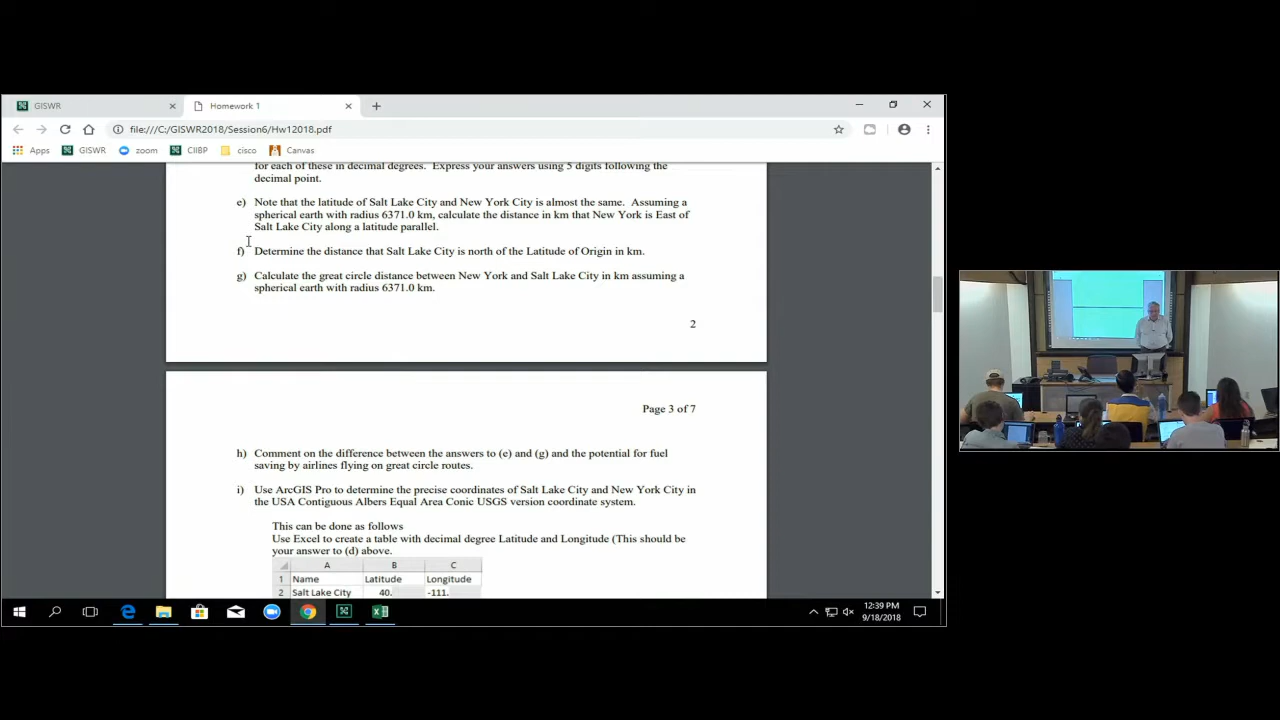 GISWR
Homework 1
file:///C:/GISWR2018/Session6/Hw12018.pdf
Apps GISWR zoom CIIBP cisco Canvas
for each of these in decimal degrees. Express your answers using 5 digits following the
decimal point.
e) Note that the latitude of Salt Lake City and New York City is almost the same. Assuming a
spherical earth with radius 6371.0 km, calculate the distance in km that New York is East of
Salt Lake City along a latitude parallel.
f) Determine the distance that Salt Lake City is north of the Latitude of Origin in km.
g) Calculate the great circle distance between New York and Salt Lake City in km assuming a
spherical earth with radius 6371.0 km.
2
Page 3 of 7
h) Comment on the difference between the answers to (e) and (g) and the potential for fuel
saving by airlines flying on great circle routes.
i) Use ArcGIS Pro to determine the precise coordinates of Salt Lake City and New York City in
the USA Contiguous Albers Equal Area Conic USGS version coordinate system.
This can be done as follows
Use Excel to create a table with decimal degree Latitude and Longitude (This should be
your answer to (d) above.
A B C
1 Name Latitude Longitude
2 Salt Lake City 40. -111.
12:39 PM
9/18/2018